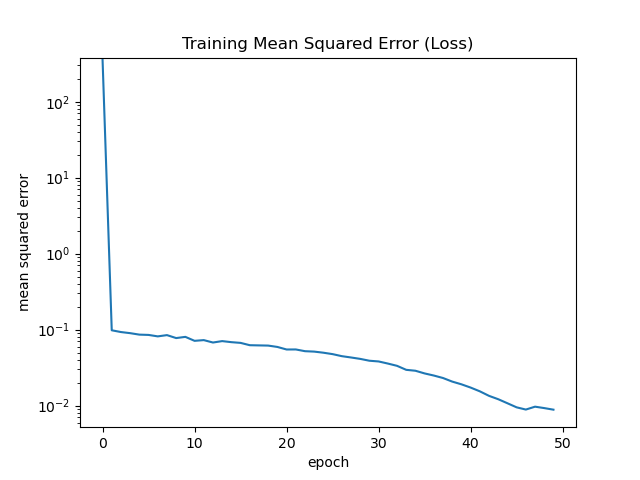 Training Mean Squared Error (Loss)
mean squared error
10²
10¹
10⁰
10⁻¹
10⁻²
0 10 20 30 40 50
epoch